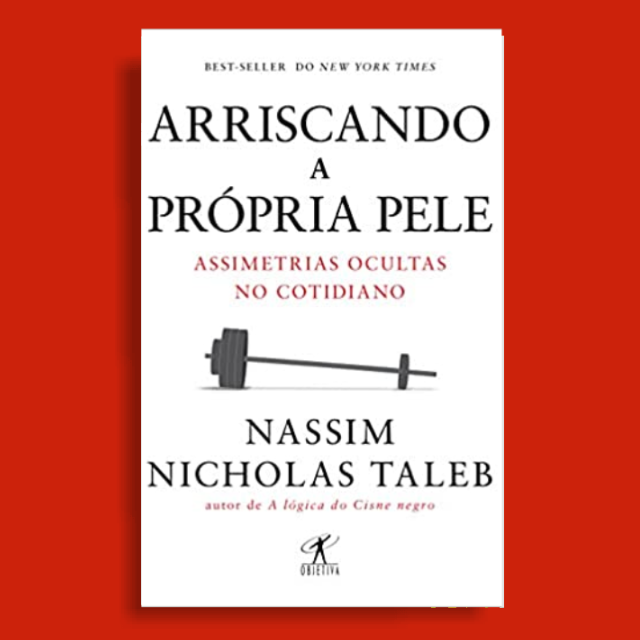 BEST-SELLER DO NEW YORK TIMES
ARRISCANDO
A
PRÓPRIA PELE
ASSIMETRIAS OCULTAS
NO COTIDIANO
NASSIM
NICHOLAS TALEB
autor de A lógica do Cisne negro
OBJETIVA